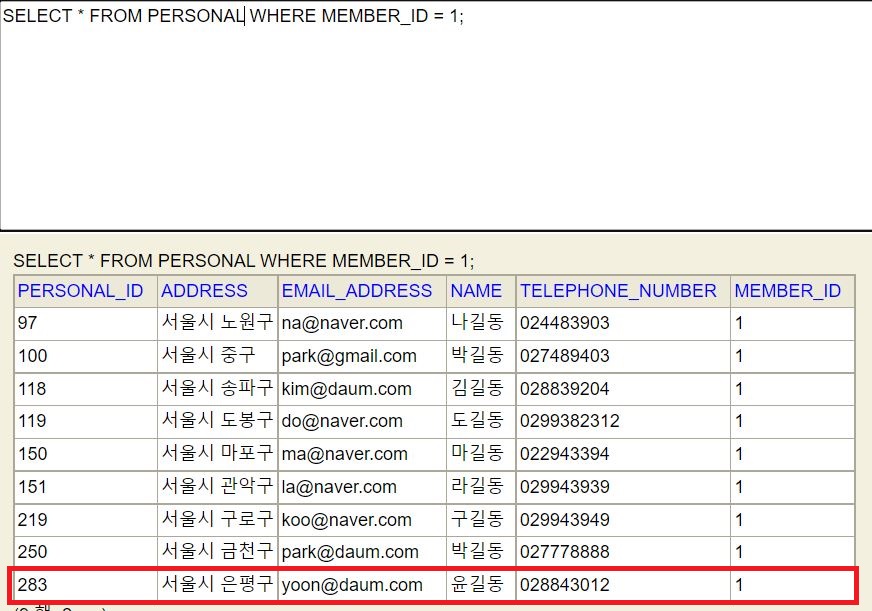 SELECT * FROM PERSONAL WHERE MEMBER_ID = 1;
SELECT * FROM PERSONAL WHERE MEMBER_ID = 1;
PERSONAL_ID ADDRESS EMAIL_ADDRESS NAME TELEPHONE_NUMBER MEMBER_ID
97 서울시 노원구 na@naver.com 나길동 024483903 1
100 서울시 중구 park@gmail.com 박길동 027489403 1
118 서울시 송파구 kim@daum.com 김길동 028839204 1
119 서울시 도봉구 do@naver.com 도길동 0299382312 1
150 서울시 마포구 ma@naver.com 마길동 022943394 1
151 서울시 관악구 la@naver.com 라길동 029943939 1
219 서울시 구로구 koo@naver.com 구길동 029943949 1
250 서울시 금천구 park@daum.com 박길동 027778888 1
283 서울시 은평구 yoon@daum.com 윤길동 028843012 1